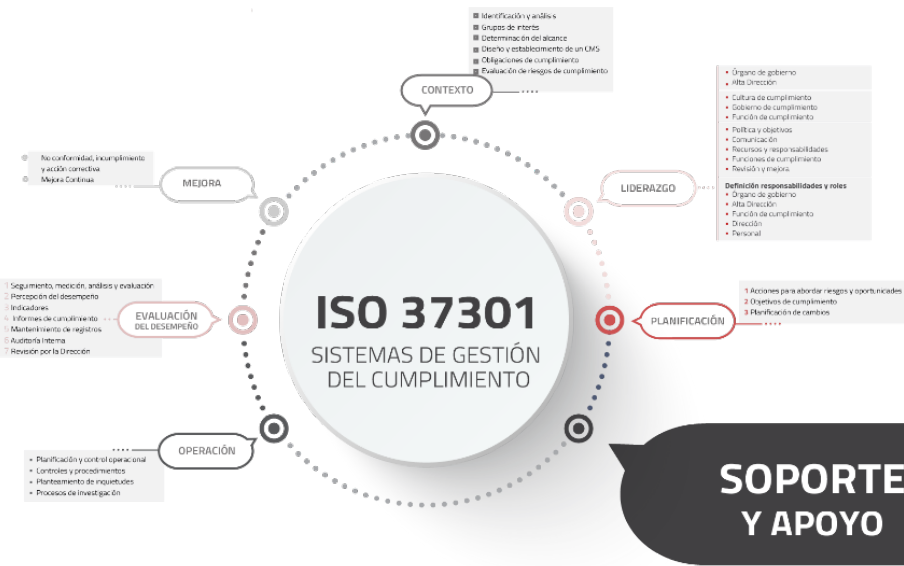 Identificación y análisis
Grupos de interés
Determinación del alcance
Diseño y establecimiento de un CMS
Obligaciones de cumplimiento
Evaluación de riesgos de cumplimiento
CONTEXTO
Órgano de gobierno
Alta Dirección
Cultura de cumplimiento
Gobierno de cumplimiento
Función de cumplimiento
Política y objetivos
Comunicación
Recursos y responsabilidades
Funciones de cumplimiento
Revisión y mejora
Definición responsabilidades y roles
Órgano de gobierno
Alta Dirección
Función de cumplimiento
Dirección
Personal
LIDERAZGO
No conformidad, incumplimiento
y acción correctiva
Mejora Continua
MEJORA
1 Seguimiento, medición, análisis y evaluación
2 Percepción del desempeño
3 Indicadores
4 Informes de cumplimiento
5 Mantenimiento de registros
6 Auditoría Interna
7 Revisión por la Dirección
EVALUACIÓN
DEL DESEMPEÑO
ISO 37301
SISTEMAS DE GESTIÓN
DEL CUMPLIMIENTO
PLANIFICACIÓN
1 Acciones para abordar riesgos y oportunidades
2 Objetivos de cumplimiento
3 Planificación de cambios
OPERACIÓN
Planificación y control operacional
Controles y procedimientos
Planteamiento de inquietudes
Procesos de investigación
SOPORTE
Y APOYO